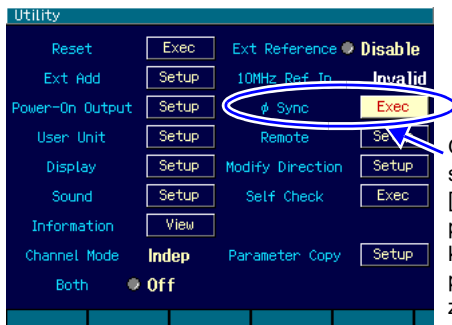 Utility
Reset Exec Ext Reference Disable
Ext Add Setup 10MHz Ref In Invalid
Power-On Output Setup ø Sync Exec
User Unit Setup Remote
Display Setup Modify Direction Setup
Sound Setup Self Check Exec
Information View
Channel Mode Indep Parameter Copy Setup
Both Off